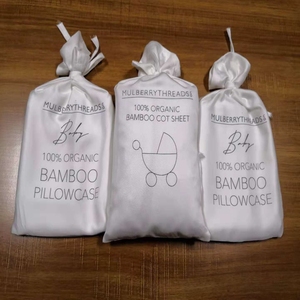 MULBERRYTHREADS
Baby
100% ORGANIC
BAMBOO
PILLOWCASE
MULBERRYTHREADS
100% ORGANIC
BAMBOO COT SHEET
MULBERRYTHREADS
Baby
100% ORGANIC
BAMBOO
PILLOWCASE